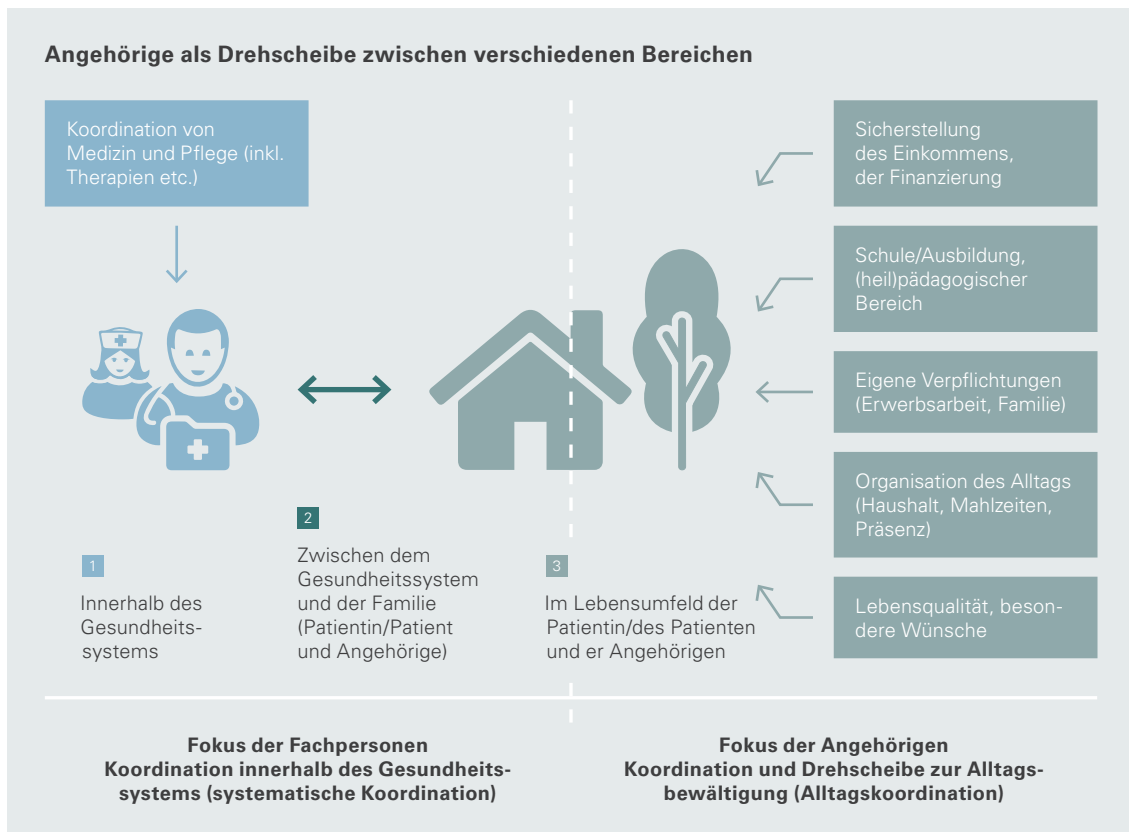 Angehörige als Drehscheibe zwischen verschiedenen Bereichen
Koordination von
Medizin und Pflege (inkl.
Therapien etc.)
Sicherstellung
des Einkommens,
der Finanzierung
Schule/Ausbildung,
(heil)pädagogischer
Bereich
Eigene Verpflichtungen
(Erwerbsarbeit, Familie)
Organisation des Alltags
(Haushalt, Mahlzeiten,
Präsenz)
Lebensqualität, beson-
dere Wünsche
1
Innerhalb des
Gesundheits-
systems
2
Zwischen dem
Gesundheitssystem
und der Familie
(Patientin/Patient
und Angehörige)
3
Im Lebensumfeld der
Patientin/des Patienten
und er Angehörigen
Fokus der Fachpersonen
Koordination innerhalb des Gesundheits-
systems (systematische Koordination)
Fokus der Angehörigen
Koordination und Drehscheibe zur Alltags-
bewältigung (Alltagskoordination)